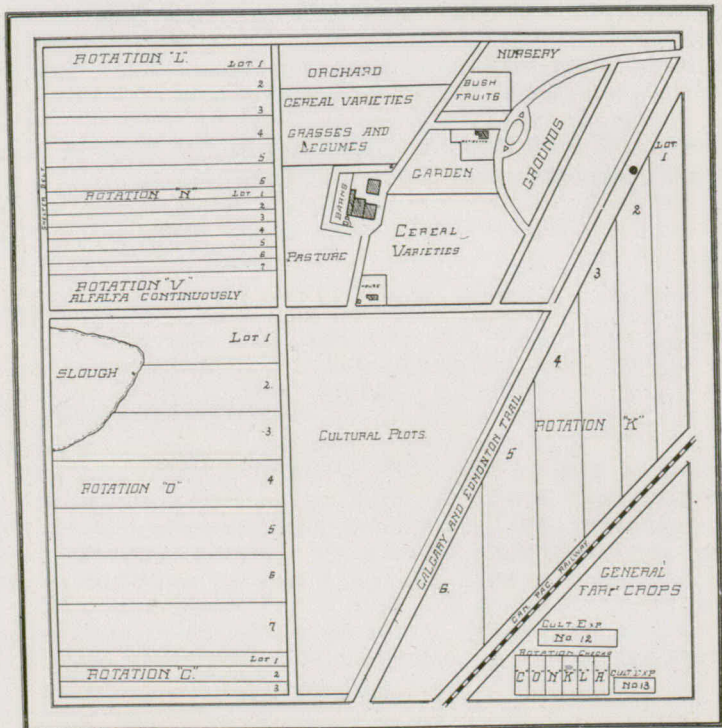 ROTATION "L".
LOT. 1
2
3
4
5
6
SHELTER BELT
ROTATION "N"
LOT 1
2
3
4
5
6
7
ROTATION "V"
ALFALFA CONTINUOUSLY
ORCHARD
CEREAL VARIETIES
GRASSES AND
LEGUMES
BARNS
PASTURE
HOUSE
NURSERY
BUSH
FRUITS
GARDEN
CEREAL
VARIETIES
GROUNDS
LOT
1
2
3
4
5
6.
ROTATION "K"
SLOUGH
LOT 1
2.
3
ROTATION "O"
4
5
6
7
ROTATION "C".
LOT 1
2
3
CULTURAL PLOTS.
CALGARY AND EDMONTON TRAIL
CAN PAC RAILWAY
GENERAL
FARM CROPS
CULT. EXP
NO 12
ROTATION CHECKS
C O N K L A
CULT EXP
NO 13